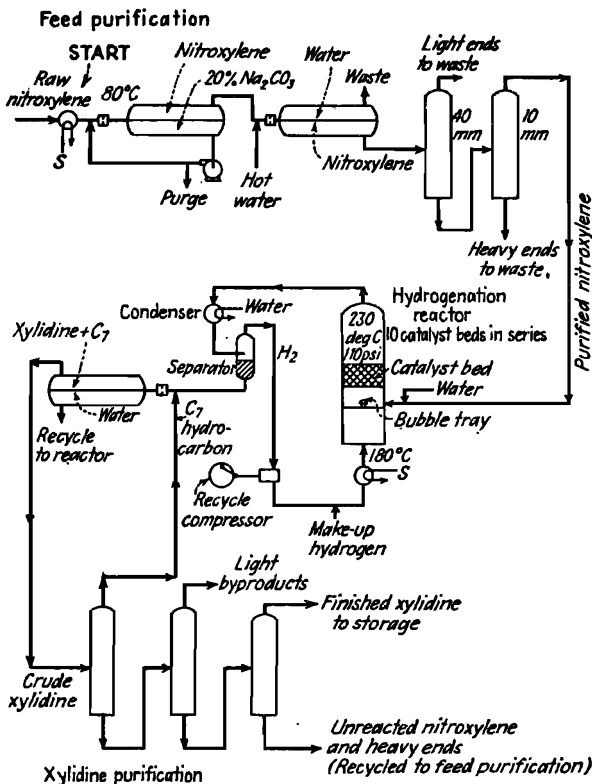 Feed purification
START
Raw
nitroxylene
80°C
Nitroxylene
20% Na2CO3
S
Purge
Hot
water
Water
Waste
Nitroxylene
Light ends
to waste
40
mm
10
mm
Heavy ends
to waste.
Purified nitroxylene
Condenser
Water
Separator
H2
Xylidine + C7
Water
Recycle
to reactor
C7
hydro-
carbon
Recycle
compressor
Make-up
hydrogen
230
deg C
110 psi
Hydrogenation
reactor
10 catalyst beds in series
Catalyst bed
Water
Bubble tray
180°C
S
Crude
xylidine
Light
byproducts
Finished xylidine
to storage
Unreacted nitroxylene
and heavy ends
(Recycled to feed purification)
Xylidine purification